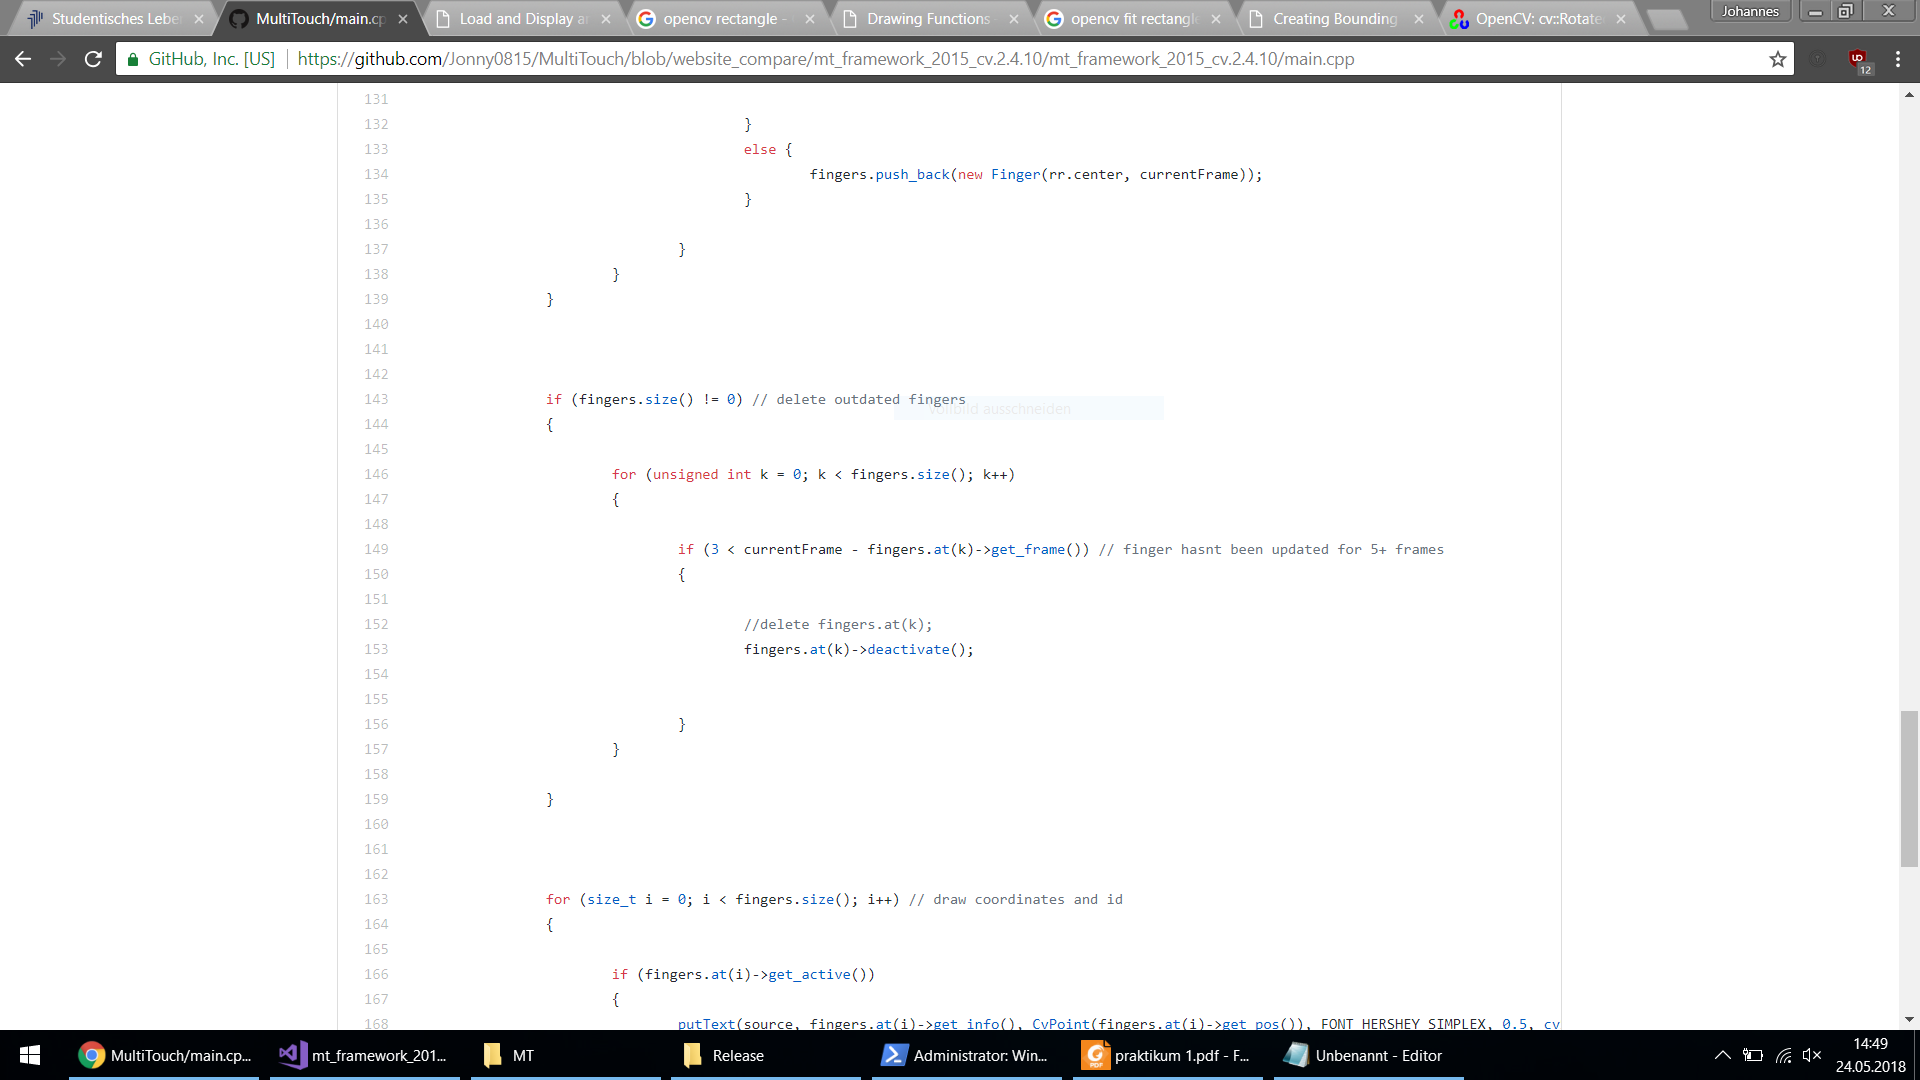 Studentisches Lebe
MultiTouch/main.cp
Load and Display a
opencv rectangle -
Drawing Functions
opencv fit rectangl
Creating Bounding
OpenCV: cv::Rotate
Johannes
GitHub, Inc. [US]
https://github.com/Jonny0815/MultiTouch/blob/website_compare/mt_framework_2015_cv.2.4.10/mt_framework_2015_cv.2.4.10/main.cpp
12
131
132 }
133 else {
134 fingers.push_back(new Finger(rr.center, currentFrame));
135 }
136
137 }
138 }
139 }
140
141
142
143 if (fingers.size() != 0) // delete outdated fingers
Vollbild ausschneiden
144 {
145
146 for (unsigned int k = 0; k < fingers.size(); k++)
147 {
148
149 if (3 < currentFrame - fingers.at(k)->get_frame()) // finger hasnt been updated for 5+ frames
150 {
151
152 //delete fingers.at(k);
153 fingers.at(k)->deactivate();
154
155
156 }
157 }
158
159 }
160
161
162
163 for (size_t i = 0; i < fingers.size(); i++) // draw coordinates and id
164 {
165
166 if (fingers.at(i)->get_active())
167 {
168 putText(source, fingers.at(i)->get_info(), CvPoint(fingers.at(i)->get_pos()), FONT_HERSHEY_SIMPLEX, 0.5, cv
MultiTouch/main.cp...
mt_framework_201...
MT
Release
Administrator: Win...
praktikum 1.pdf - F...
Unbenannt - Editor
14:49
24.05.2018